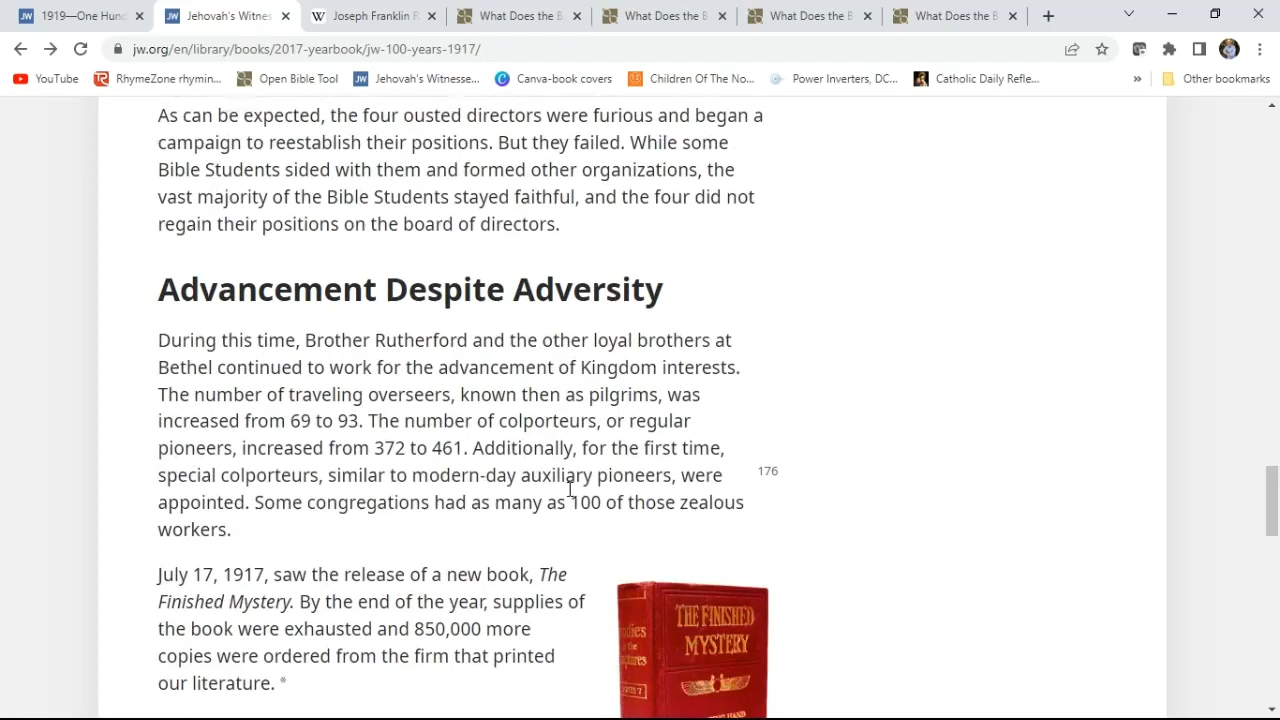 1919—One Hund
Jehovah's Witnes
Joseph Franklin R
What Does the B
What Does the B
What Does the B
What Does the B
jw.org/en/library/books/2017-yearbook/jw-100-years-1917/
YouTube
RhymeZone rhymin...
Open Bible Tool
Jehovah's Witnesse...
Canva-book covers
Children Of The No...
Power Inverters, DC...
Catholic Daily Refle...
»
Other bookmarks
As can be expected, the four ousted directors were furious and began a
campaign to reestablish their positions. But they failed. While some
Bible Students sided with them and formed other organizations, the
vast majority of the Bible Students stayed faithful, and the four did not
regain their positions on the board of directors.
Advancement Despite Adversity
During this time, Brother Rutherford and the other loyal brothers at
Bethel continued to work for the advancement of Kingdom interests.
The number of traveling overseers, known then as pilgrims, was
increased from 69 to 93. The number of colporteurs, or regular
pioneers, increased from 372 to 461. Additionally, for the first time,
special colporteurs, similar to modern-day auxiliary pioneers, were
176
appointed. Some congregations had as many as 100 of those zealous
workers.
July 17, 1917, saw the release of a new book, The
Finished Mystery. By the end of the year, supplies of
the book were exhausted and 850,000 more
copies were ordered from the firm that printed
our literature. *
THE FINISHED
MYSTERY